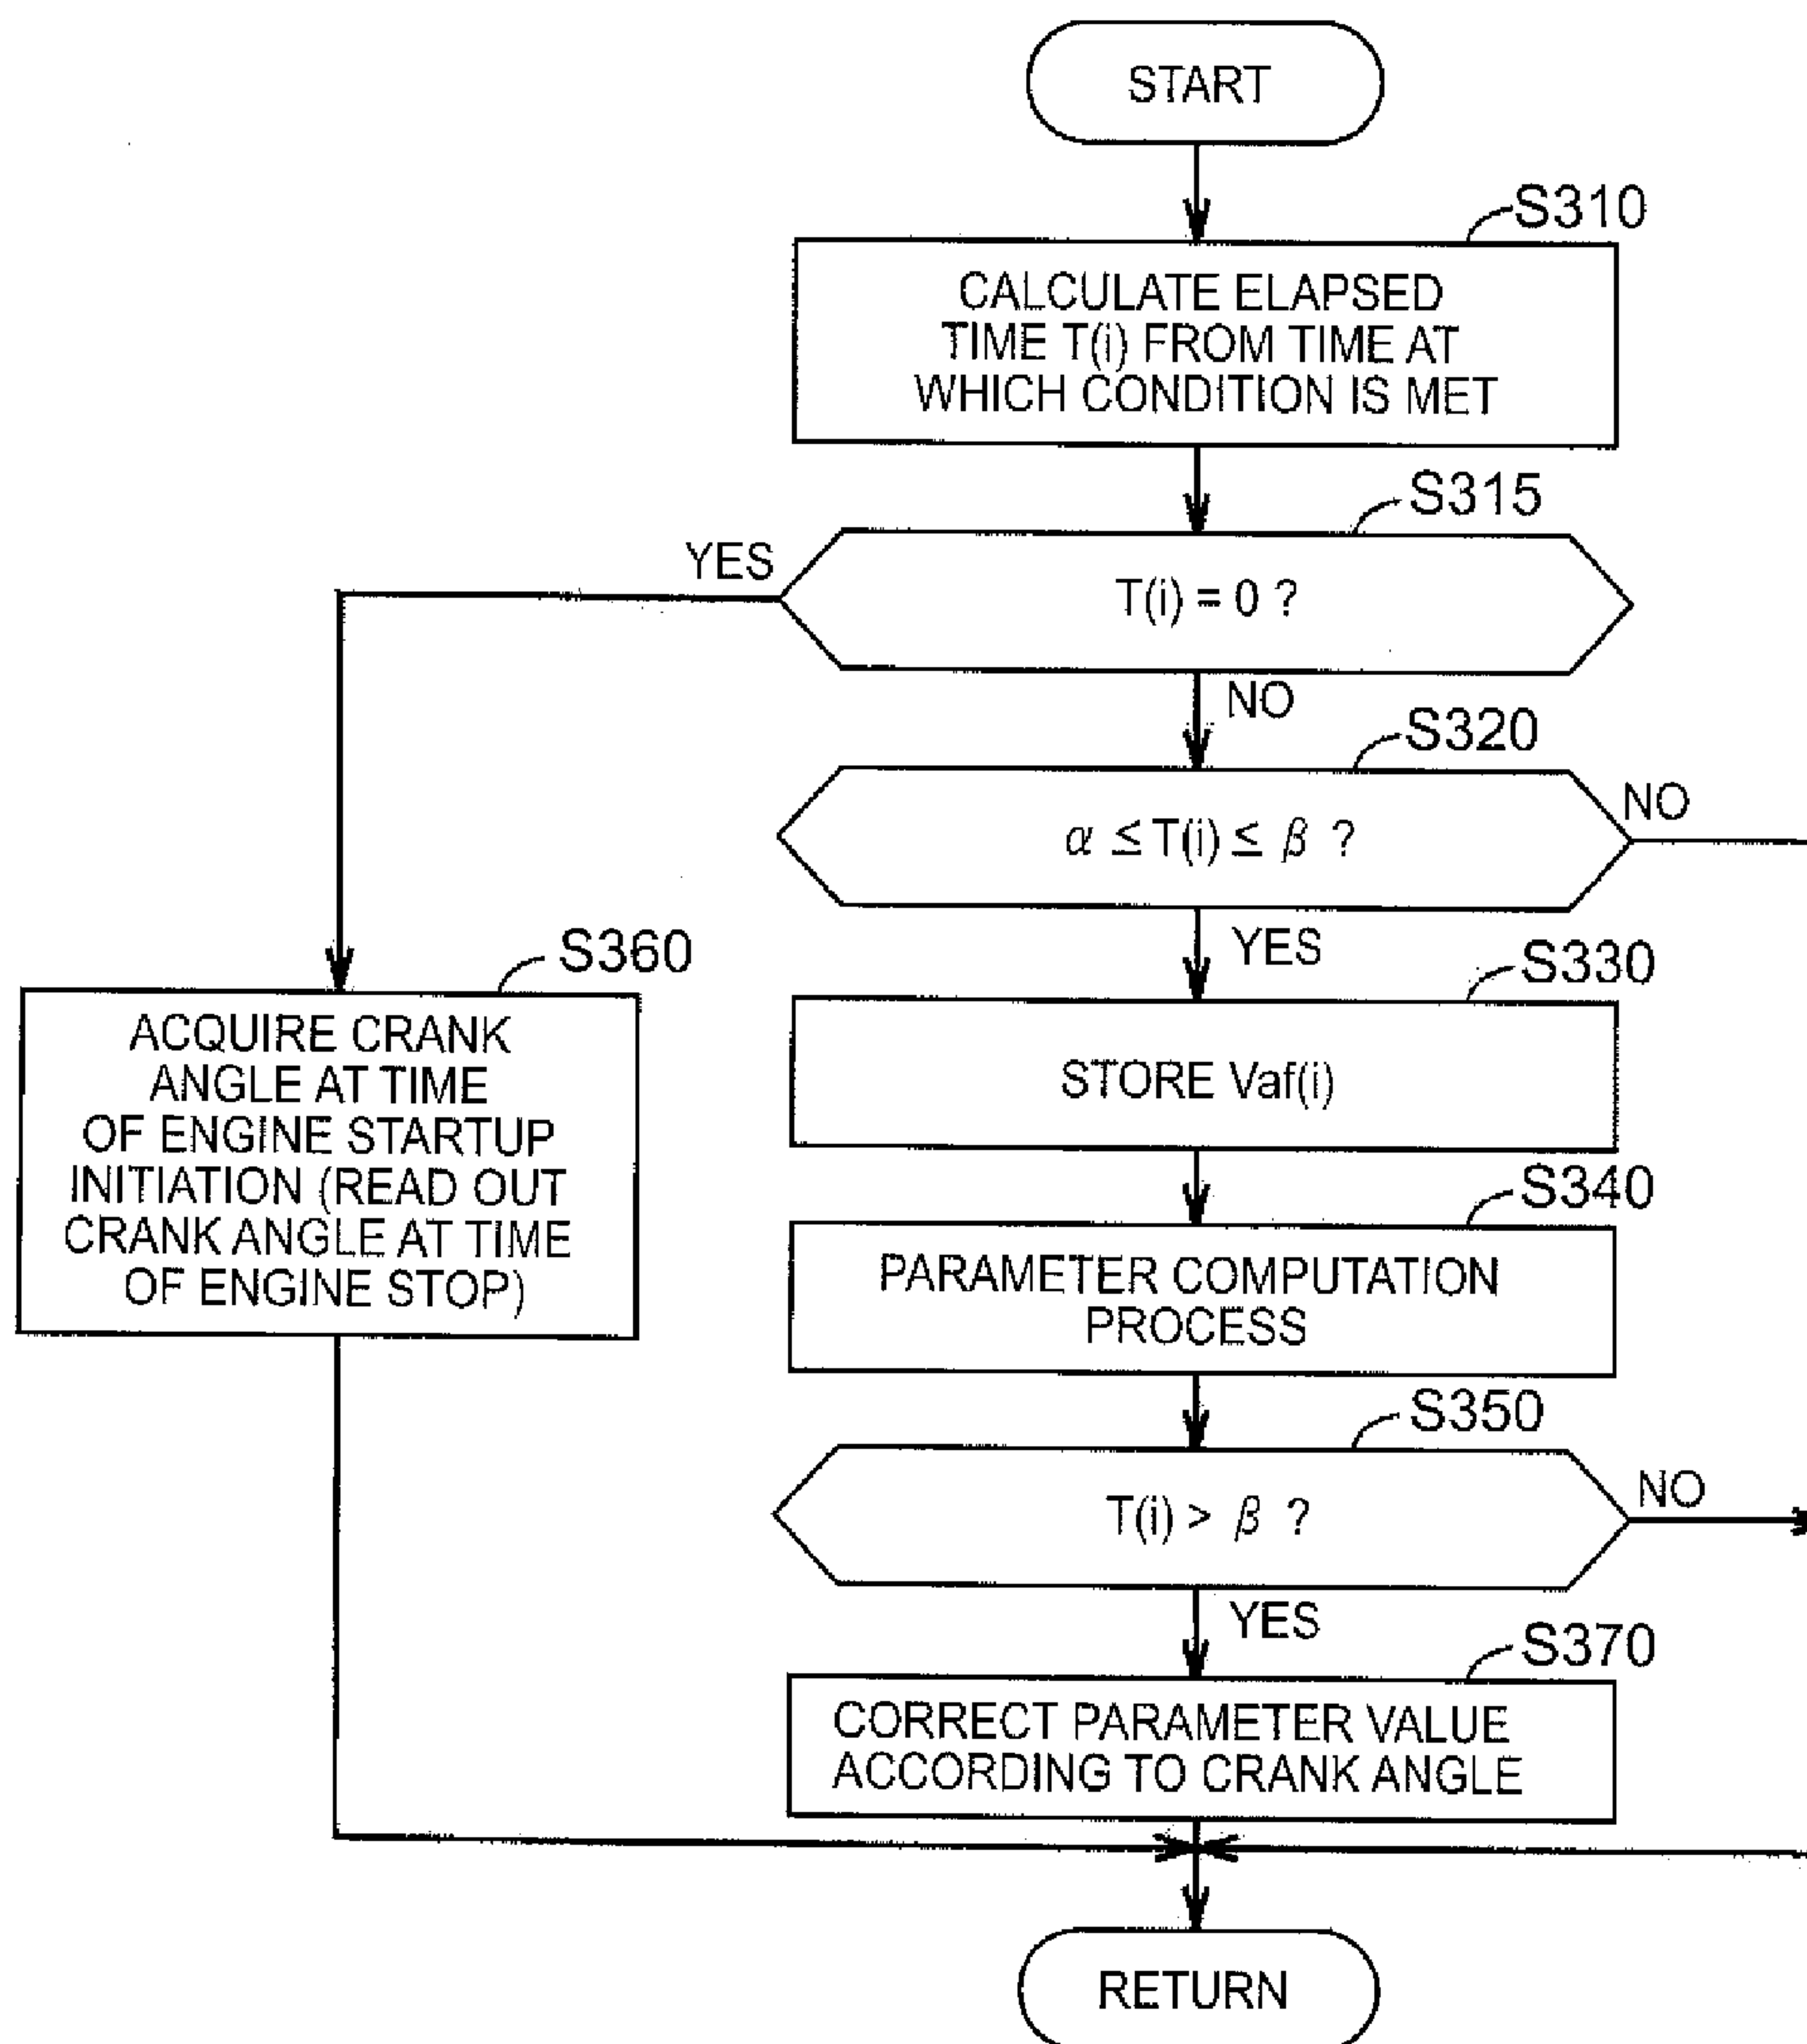 START
S310
CALCULATE ELAPSED
TIME T(i) FROM TIME AT
WHICH CONDITION IS MET
S315
YES
T(i) = 0 ?
NO
S320
NO
α ≤ T(i) ≤ β ?
YES
S360
ACQUIRE CRANK
ANGLE AT TIME
OF ENGINE STARTUP
INITIATION (READ OUT
CRANK ANGLE AT TIME
OF ENGINE STOP)
S330
STORE Vaf(i)
S340
PARAMETER COMPUTATION
PROCESS
S350
NO
T(i) > β ?
YES
S370
CORRECT PARAMETER VALUE
ACCORDING TO CRANK ANGLE
RETURN